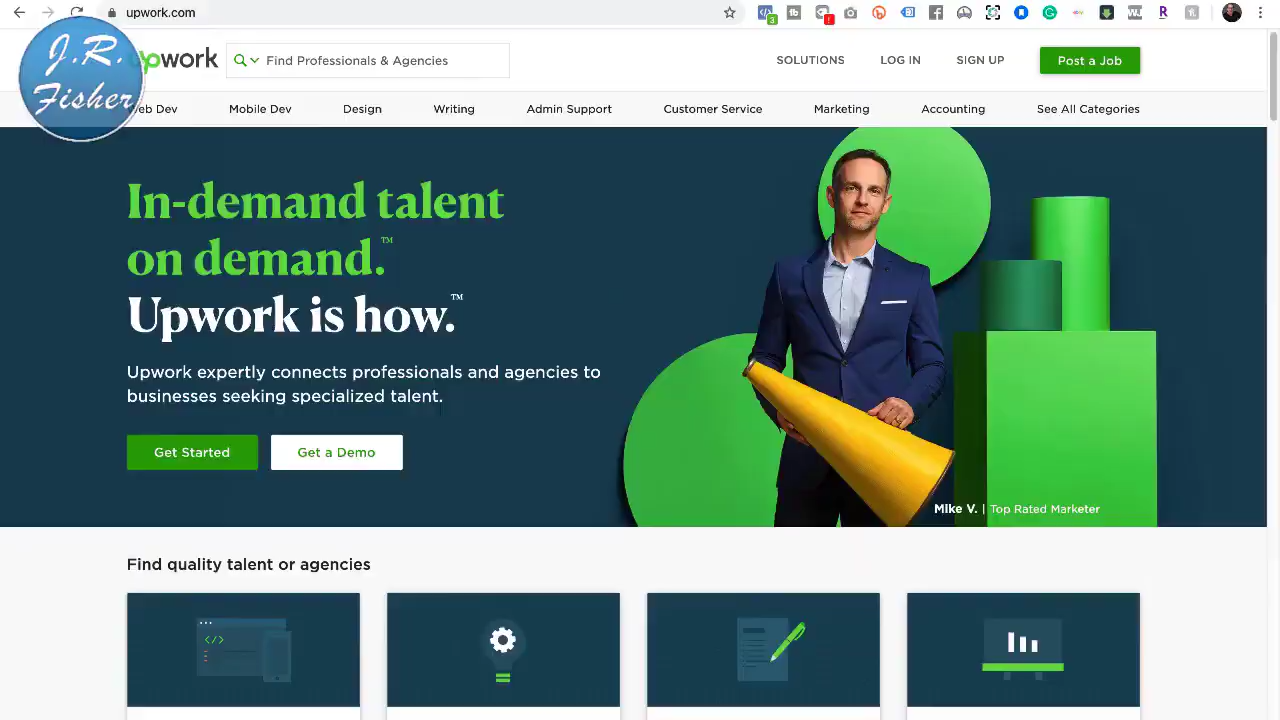 upwork.com
3
!
J.R.
Fisher
upwork
Find Professionals & Agencies
SOLUTIONS
LOG IN
SIGN UP
Post a Job
Dev
Mobile Dev
Design
Writing
Admin Support
Customer Service
Marketing
Accounting
See All Categories
In-demand talent
on demand.™
Upwork is how.™
Upwork expertly connects professionals and agencies to
businesses seeking specialized talent.
Get Started
Get a Demo
Mike V. | Top Rated Marketer
Find quality talent or agencies